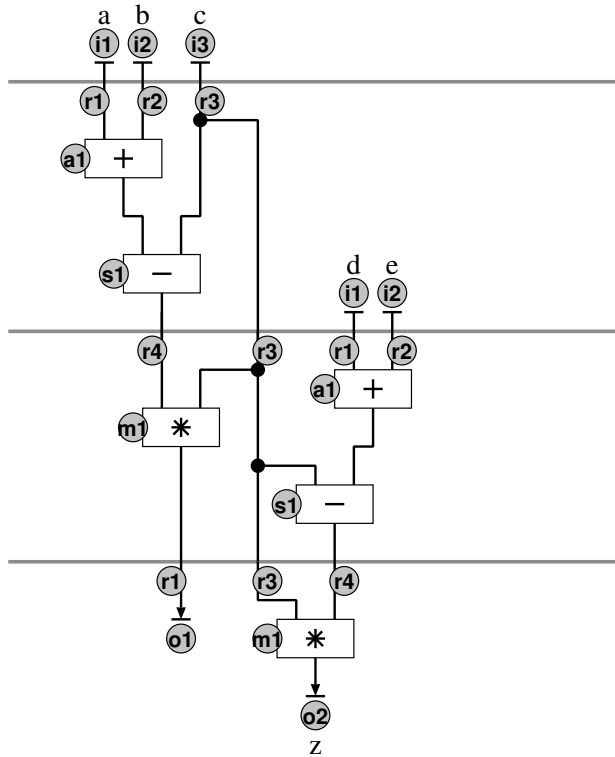 a b c
i1 i2 i3
r1 r2 r3
a1 +
s1 −
d e
i1 i2
r4 r3 r1 r2
a1 +
m1 *
s1 −
r1 r3 r4
o1 m1 *
o2
z